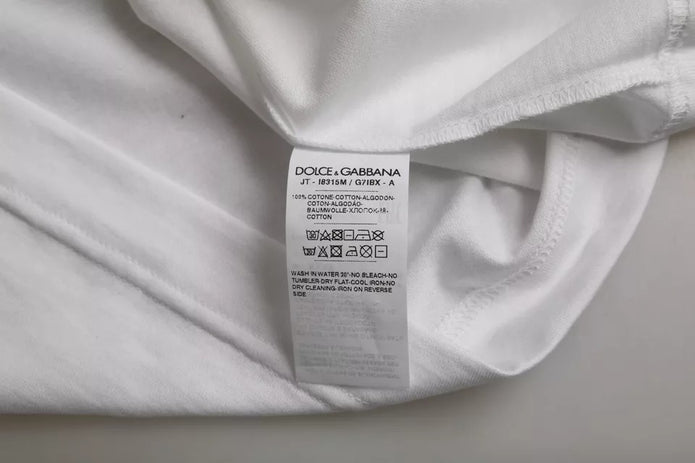 DOLCE & GABBANA
JT - I8315M / G7IBX - A
100% COTONE-COTTON-ALGODON-
COTON-ALGODÃO-
BAUMWOLLE-ХЛОПОК-棉-
COTTON
WASH IN WATER 30°-NO BLEACH-NO
TUMBLER-DRY FLAT-COOL IRON-NO
DRY CLEANING-IRON ON REVERSE
SIDE